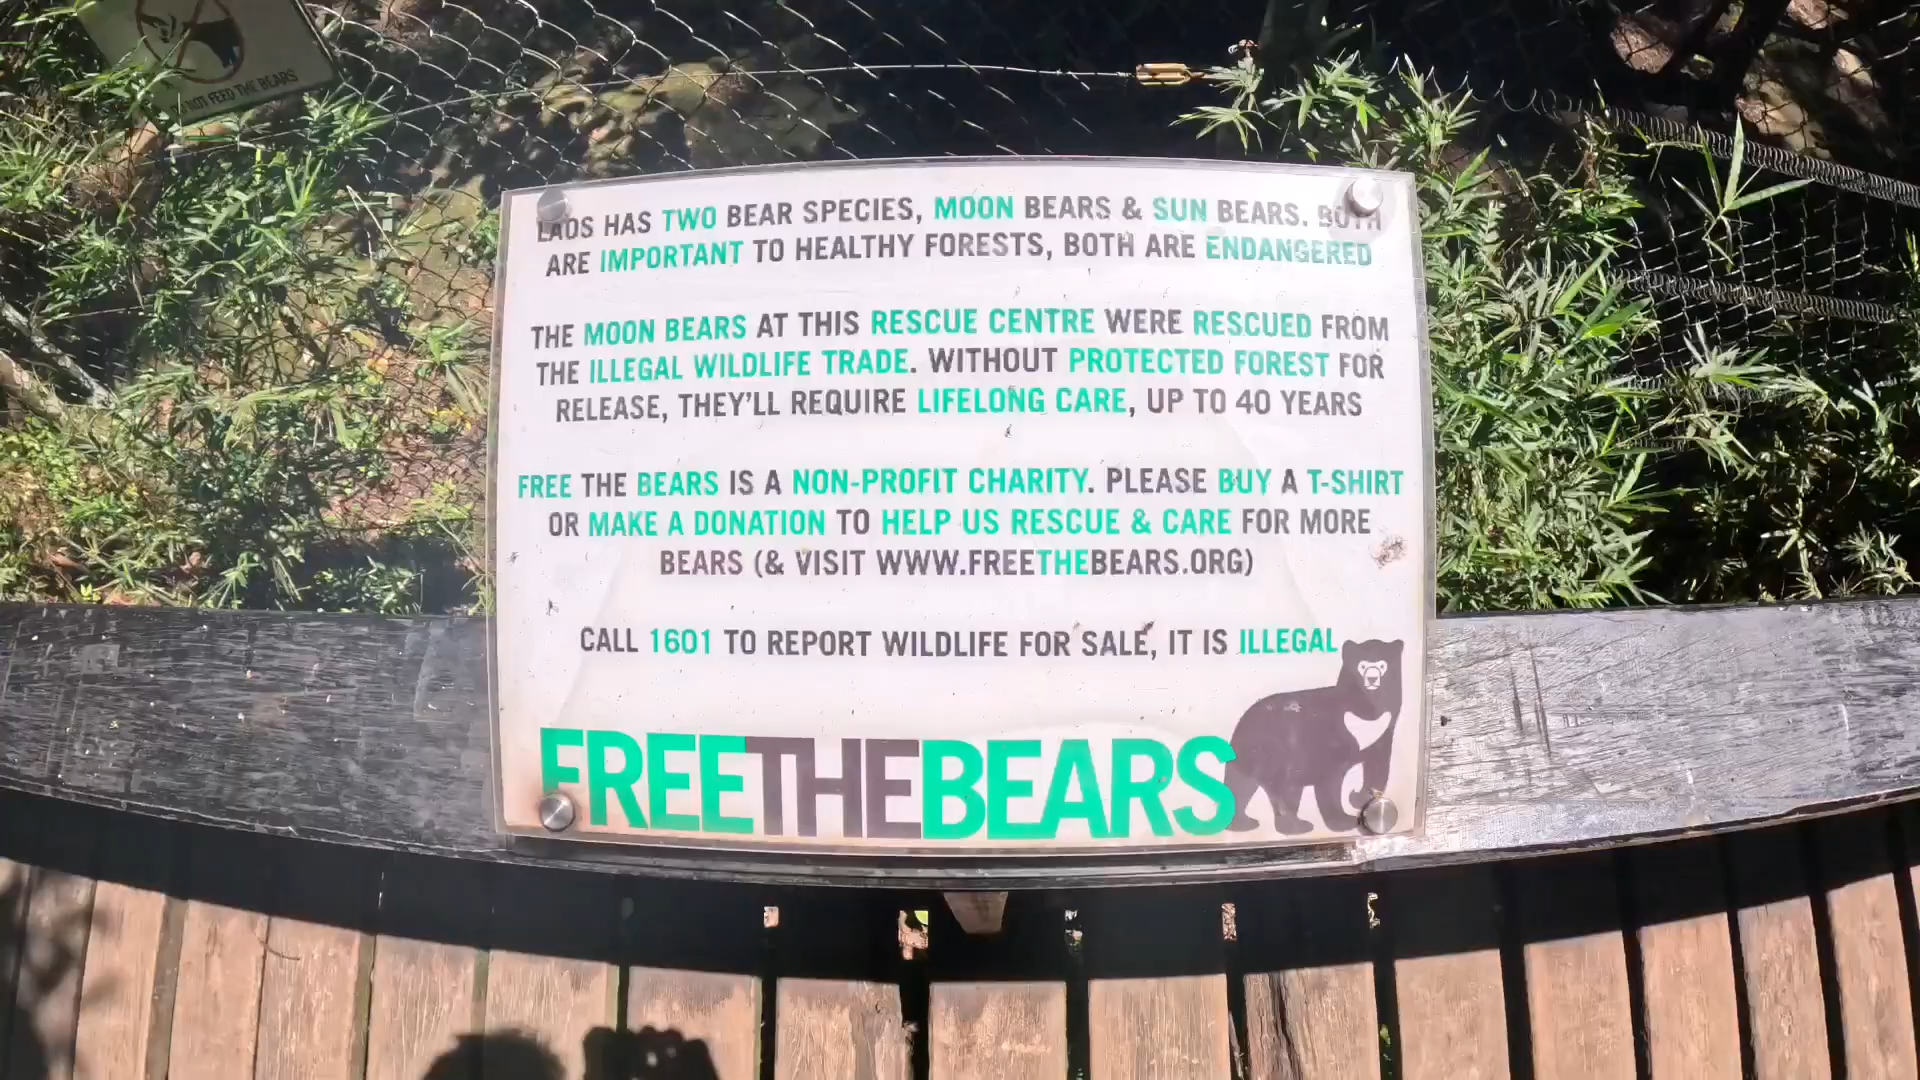 NOT FEED THE BEARS
LAOS HAS TWO BEAR SPECIES, MOON BEARS & SUN BEARS. BOTH
ARE IMPORTANT TO HEALTHY FORESTS, BOTH ARE ENDANGERED
THE MOON BEARS AT THIS RESCUE CENTRE WERE RESCUED FROM
THE ILLEGAL WILDLIFE TRADE. WITHOUT PROTECTED FOREST FOR
RELEASE, THEY'LL REQUIRE LIFELONG CARE, UP TO 40 YEARS
FREE THE BEARS IS A NON-PROFIT CHARITY. PLEASE BUY A T-SHIRT
OR MAKE A DONATION TO HELP US RESCUE & CARE FOR MORE
BEARS (& VISIT WWW.FREETHEBEARS.ORG)
CALL 1601 TO REPORT WILDLIFE FOR SALE, IT IS ILLEGAL
FREETHEBEARS